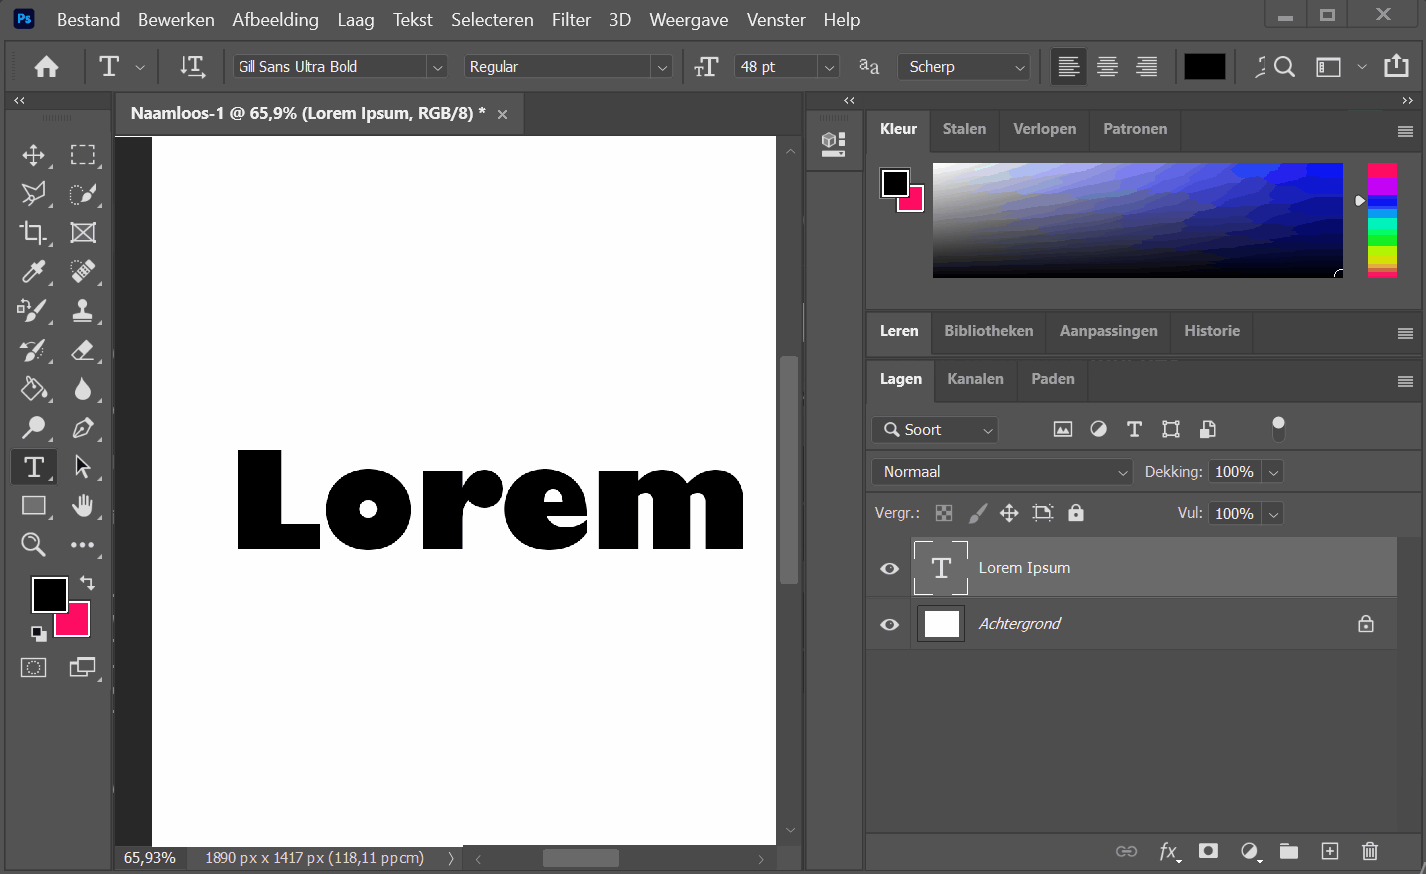 Ps Bestand Bewerken Afbeelding Laag Tekst Selecteren Filter 3D Weergave Venster Help
T T Gill Sans Ultra Bold Regular TT 48 pt aa Scherp
Naamloos-1 @ 65,9% (Lorem Ipsum, RGB/8) *
Kleur Stalen Verlopen Patronen
Leren Bibliotheken Aanpassingen Historie
Lagen Kanalen Paden
Soort T
Normaal Dekking: 100%
Vergr.: Vul: 100%
Lorem
T Lorem Ipsum
Achtergrond
T
65,93% 1890 px x 1417 px (118,11 ppcm)
fx